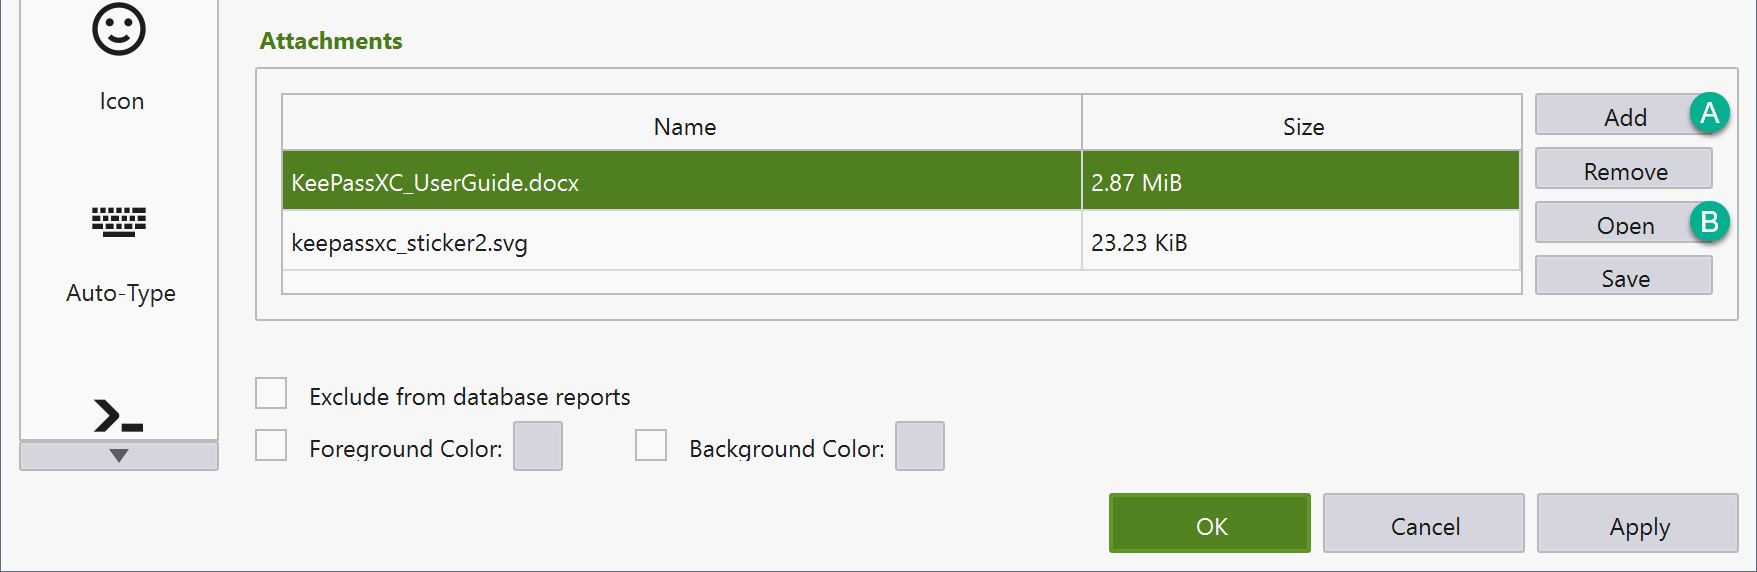 Icon
Auto-Type
Attachments
Name Size
KeePassXC_UserGuide.docx 2.87 MiB
keepassxc_sticker2.svg 23.23 KiB
Add A
Remove
Open B
Save
Exclude from database reports
Foreground Color: Background Color:
OK Cancel Apply